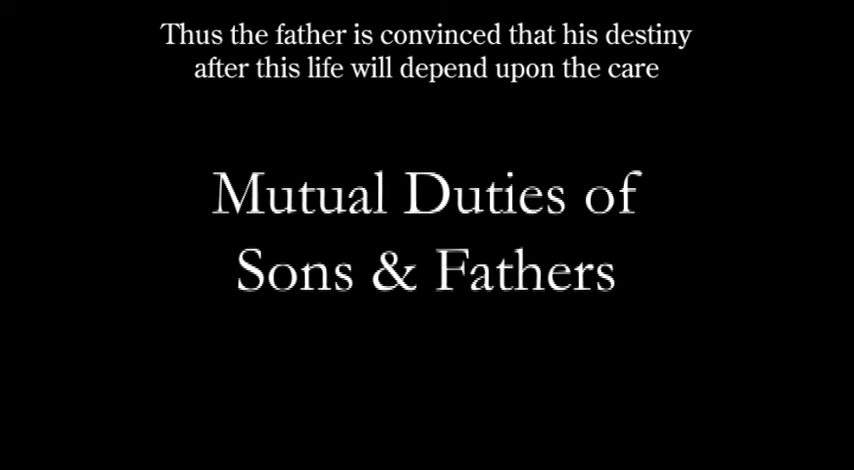 Thus the father is convinced that his destiny
after this life will depend upon the care
Mutual Duties of
Sons & Fathers